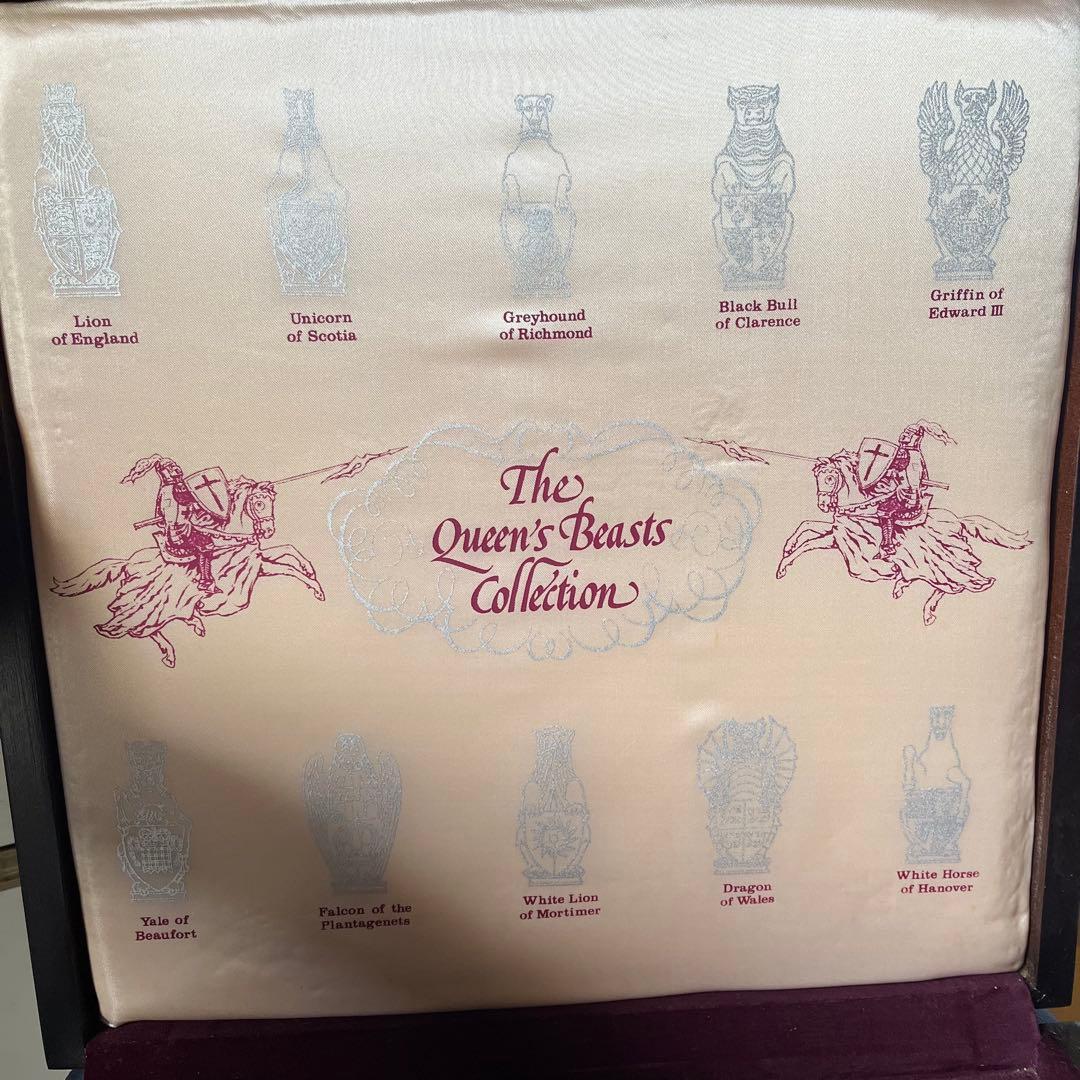 Lion
of England
Unicorn
of Scotia
Greyhound
of Richmond
Black Bull
of Clarence
Griffin of
Edward III
The
Queen's Beasts
Collection
Yale of
Beaufort
Falcon of the
Plantagenets
White Lion
of Mortimer
Dragon
of Wales
White Horse
of Hanover